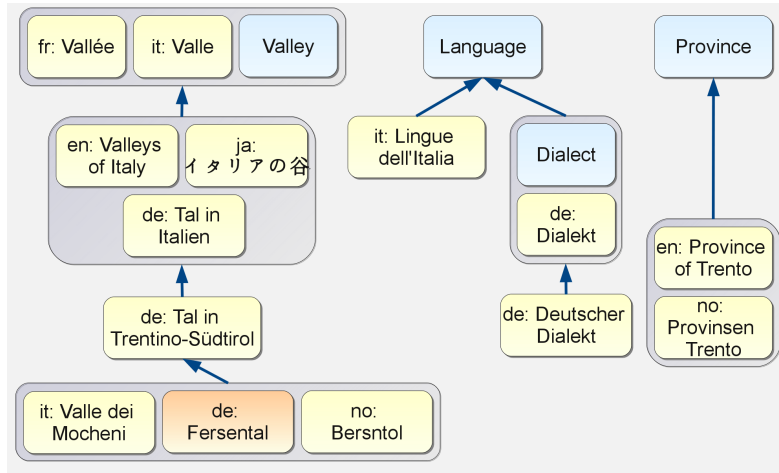 fr: Vallée
it: Valle
Valley
Language
Province
en: Valleys
of Italy
ja:
イタリアの谷
de: Tal in
Italien
it: Lingue
dell'Italia
Dialect
de:
Dialekt
en: Province
of Trento
no:
Provinsen
Trento
de: Tal in
Trentino-Südtirol
de: Deutscher
Dialekt
it: Valle dei
Mocheni
de:
Fersental
no:
Bersntol